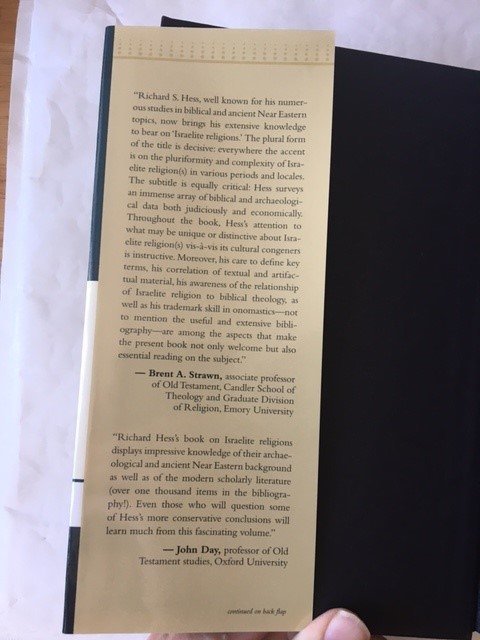 “Richard S. Hess, well known for his numer-
ous studies in biblical and ancient Near Eastern
topics, now brings his extensive knowledge
to bear on ‘Israelite religions.’ The plural form
of the title is decisive: everywhere the accent
is on the pluriformity and complexity of Isra-
elite religion(s) in various periods and locales.
The subtitle is equally critical: Hess surveys
an immense array of biblical and archaeologi-
cal data both judiciously and economically.
Throughout the book, Hess’s attention to
what may be unique or distinctive about Isra-
elite religion(s) vis-à-vis its cultural congeners
is instructive. Moreover, his care to define key
terms, his correlation of textual and artifac-
tual material, his awareness of the relationship
of Israelite religion to biblical theology, as
well as his trademark skill in onomastics—not
to mention the useful and extensive bibli-
ography—are among the aspects that make
the present book not only welcome but also
essential reading on the subject.”
— Brent A. Strawn, associate professor
of Old Testament, Candler School of
Theology and Graduate Division
of Religion, Emory University
“Richard Hess’s book on Israelite religions
displays impressive knowledge of their archae-
ological and ancient Near Eastern background
as well as of the modern scholarly literature
(over one thousand items in the bibliogra-
phy!). Even those who will question some
of Hess’s more conservative conclusions will
learn much from this fascinating volume.”
— John Day, professor of Old
Testament studies, Oxford University
continued on back flap